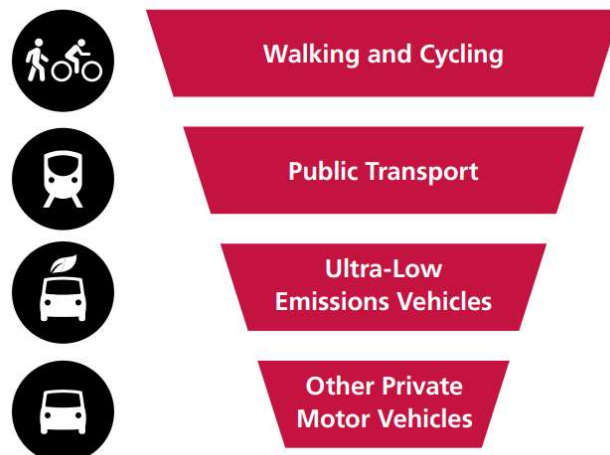 Walking and Cycling
Public Transport
Ultra-Low
Emissions Vehicles
Other Private
Motor Vehicles